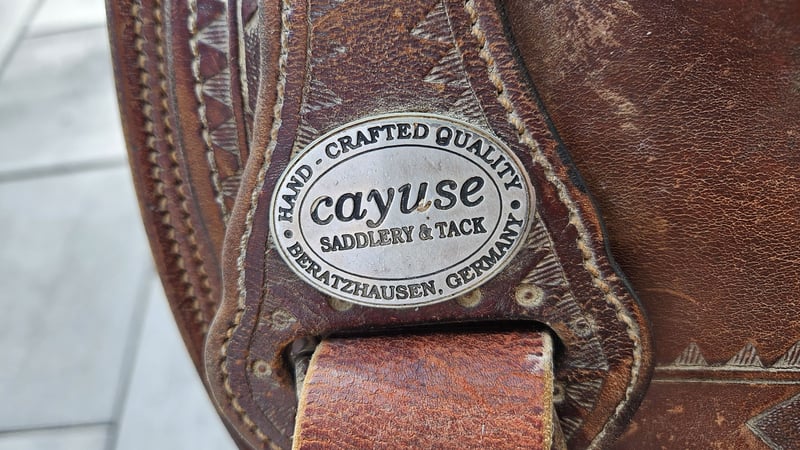 HAND - CRAFTED QUALITY
cayuse
SADDLERY & TACK
• BERATZHAUSEN, GERMANY •